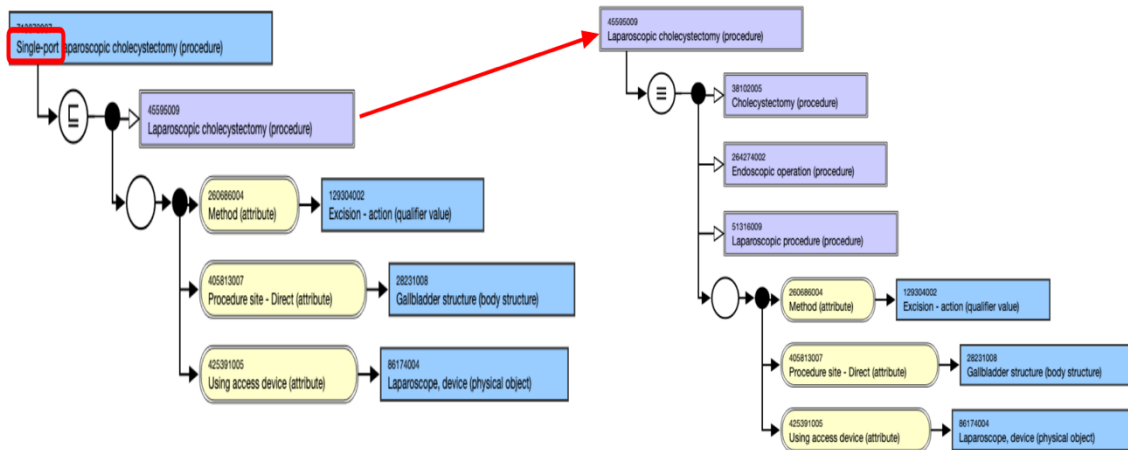 Single-port laparoscopic cholecystectomy (procedure)
45595009
Laparoscopic cholecystectomy (procedure)
260686004
Method (attribute)
129304002
Excision - action (qualifier value)
405813007
Procedure site - Direct (attribute)
28231008
Gallbladder structure (body structure)
425391005
Using access device (attribute)
86174004
Laparoscope, device (physical object)
45595009
Laparoscopic cholecystectomy (procedure)
≡
38102005
Cholecystectomy (procedure)
264274002
Endoscopic operation (procedure)
51316009
Laparoscopic procedure (procedure)
260686004
Method (attribute)
129304002
Excision - action (qualifier value)
405813007
Procedure site - Direct (attribute)
28231008
Gallbladder structure (body structure)
425391005
Using access device (attribute)
86174004
Laparoscope, device (physical object)